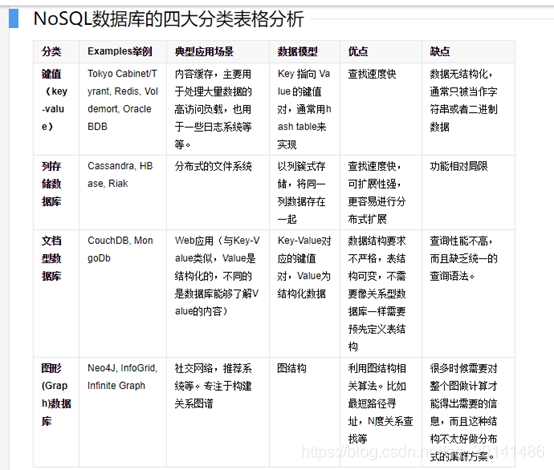 NoSQL数据库的四大分类表格分析
分类
Examples举例
典型应用场景
数据模型
优点
缺点
键值
（key
-valu
e）
Tokyo Cabinet/T
yrant, Redis, Vol
demort, Oracle
BDB
内容缓存，主要用
于处理大量数据的
高访问负载，也用
于一些日志系统等
等。
Key 指向 Va
lue 的键值
对，通常用h
ash table来
实现
查找速度快
数据无结构化，
通常只被当作字
符串或者二进制
数据
列存
储数
据库
Cassandra, HB
ase, Riak
分布式的文件系统
以列簇式存
储，将同一
列数据存在
一起
查找速度快，
可扩展性强，
更容易进行分
布式扩展
功能相对局限
文档
型数
据库
CouchDB, Mon
goDb
Web应用（与Key-V
alue类似，Value是
结构化的，不同的
是数据库能够了解V
alue的内容）
Key-Value对
应的键值
对，Value为
结构化数据
数据结构要求
不严格，表结
构可变，不需
要像关系型数
据库一样需要
预先定义表结
构
查询性能不高，
而且缺乏统一的
查询语法。
图形
(Grap
h)数据
库
Neo4J, InfoGrid,
Infinite Graph
社交网络，推荐系
统等。专注于构建
关系图谱
图结构
利用图结构相
关算法。比如
最短路径寻
址，N度关系查
找等
很多时候需要对
整个图做计算才
能得出需要的信
息，而且这种结
构不太好做分布
式的集群方案。